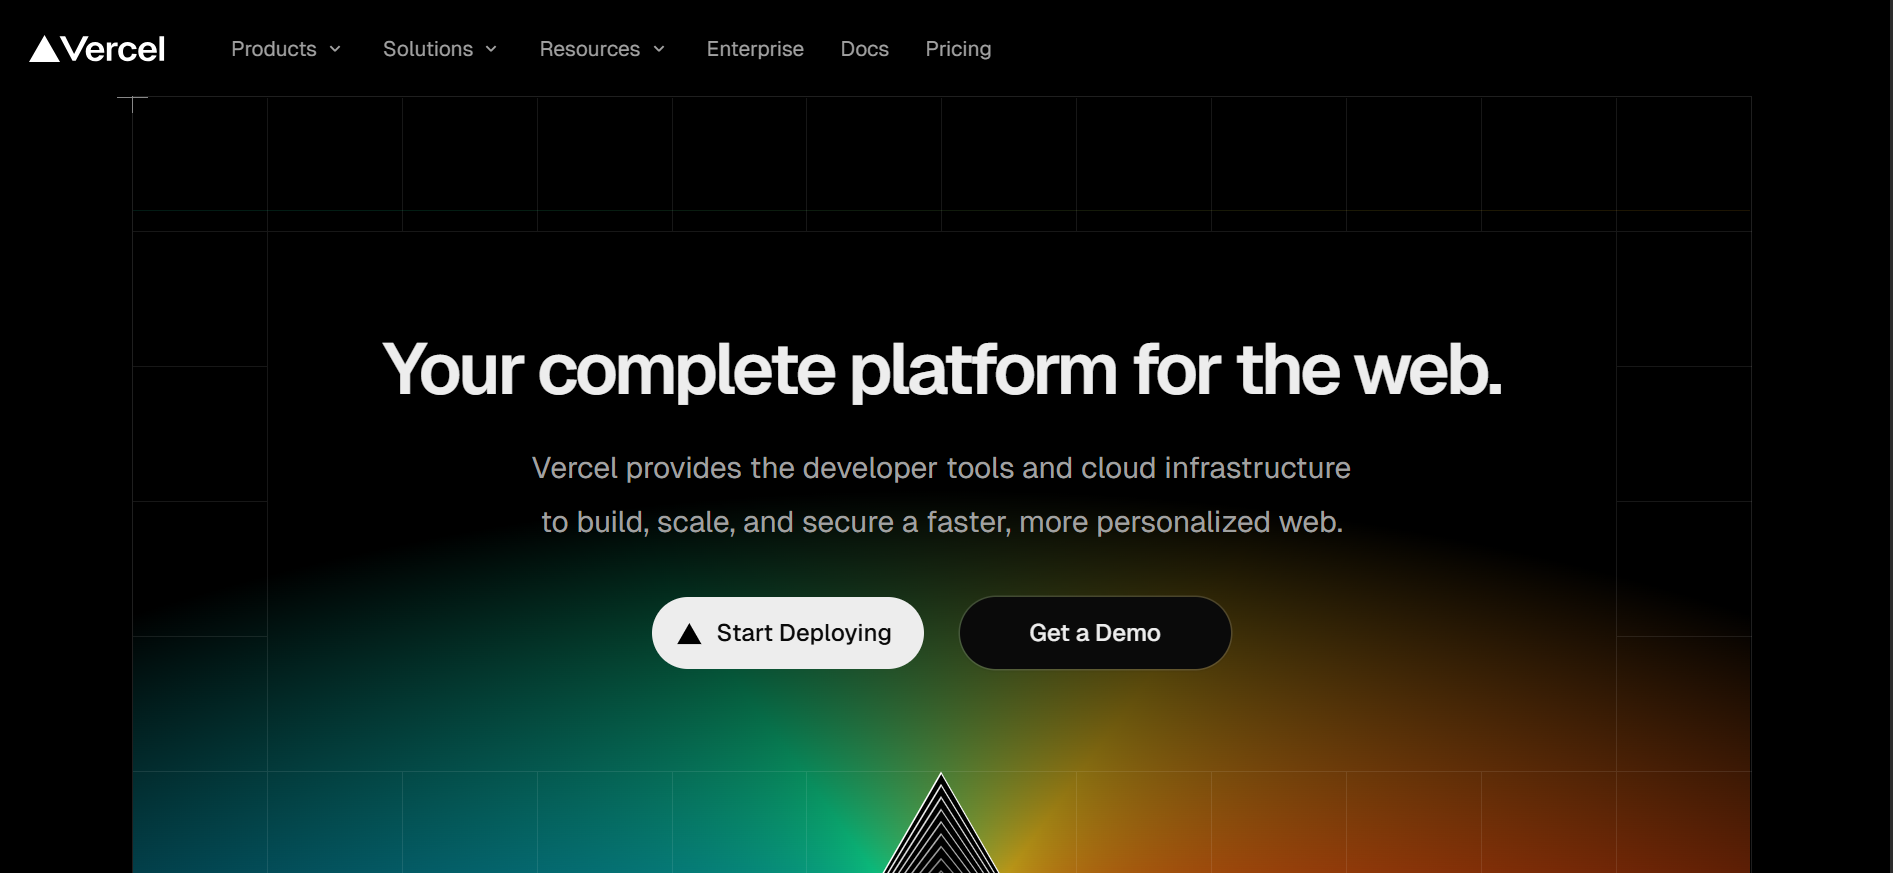 Vercel
Products
Solutions
Resources
Enterprise
Docs
Pricing
Your complete platform for the web.
Vercel provides the developer tools and cloud infrastructure
to build, scale, and secure a faster, more personalized web.
Start Deploying
Get a Demo